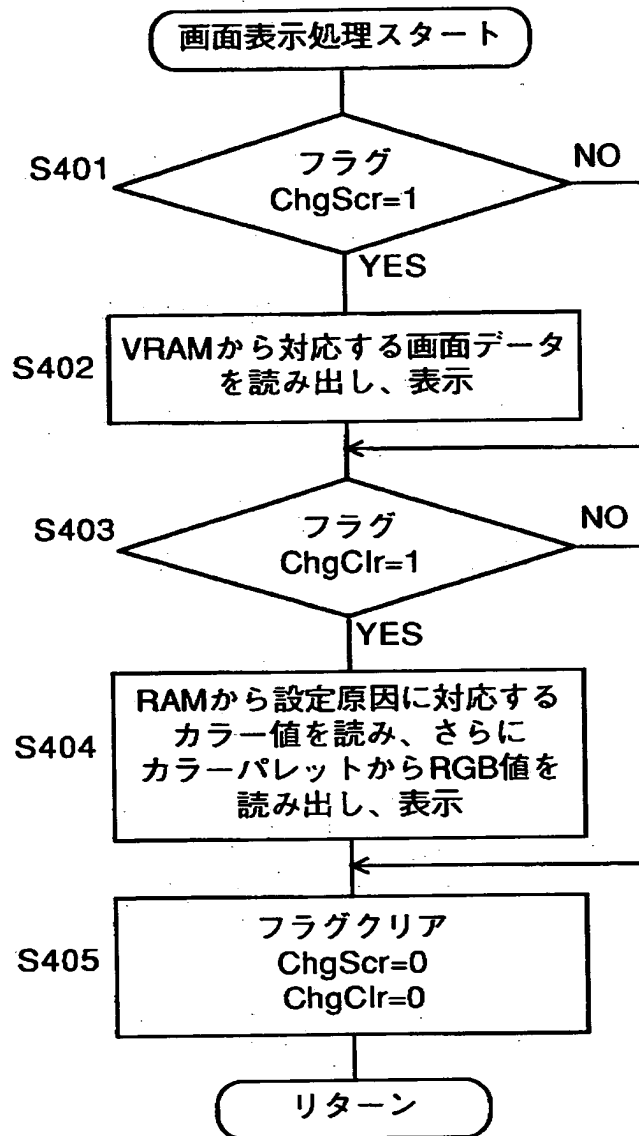 画面表示処理スタート
S401
フラグ
ChgScr=1
NO
YES
S402
VRAMから対応する画面データ
を読み出し、表示
S403
フラグ
ChgClr=1
NO
YES
S404
RAMから設定原因に対応する
カラー値を読み、さらに
カラーパレットからRGB値を
読み出し、表示
S405
フラグクリア
ChgScr=0
ChgClr=0
リターン